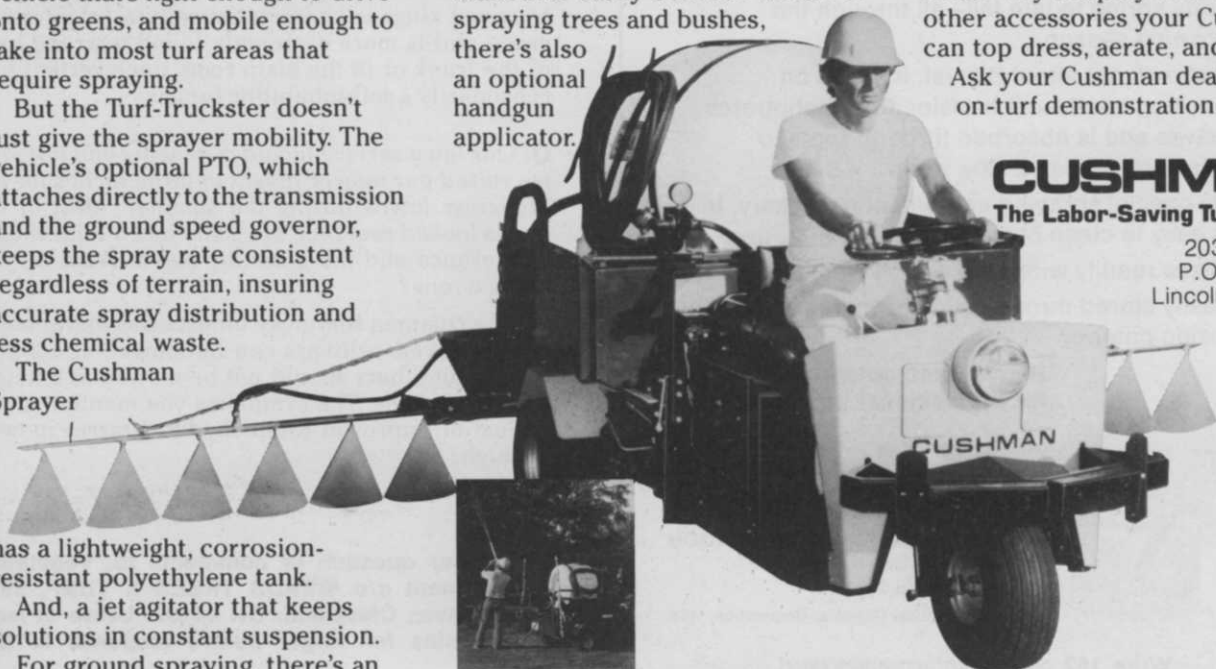 onto greens, and mobile enough to
take into most turf areas that
require spraying.
But the Turf-Truckster doesn't
just give the sprayer mobility. The
vehicle's optional PTO, which
attaches directly to the transmission
and the ground speed governor,
keeps the spray rate consistent
regardless of terrain, insuring
accurate spray distribution and
less chemical waste.
The Cushman
Sprayer
has a lightweight, corrosion-
resistant polyethylene tank.
And, a jet agitator that keeps
solutions in constant suspension.
For ground spraying, there's an
spraying trees and bushes,
there's also
an optional
handgun
applicator.
other accessories your Cu
can top dress, aerate, and
Ask your Cushman dea
on-turf demonstration
CUSHM
The Labor-Saving Tu
203
P.O
Lincol
CUSHMAN